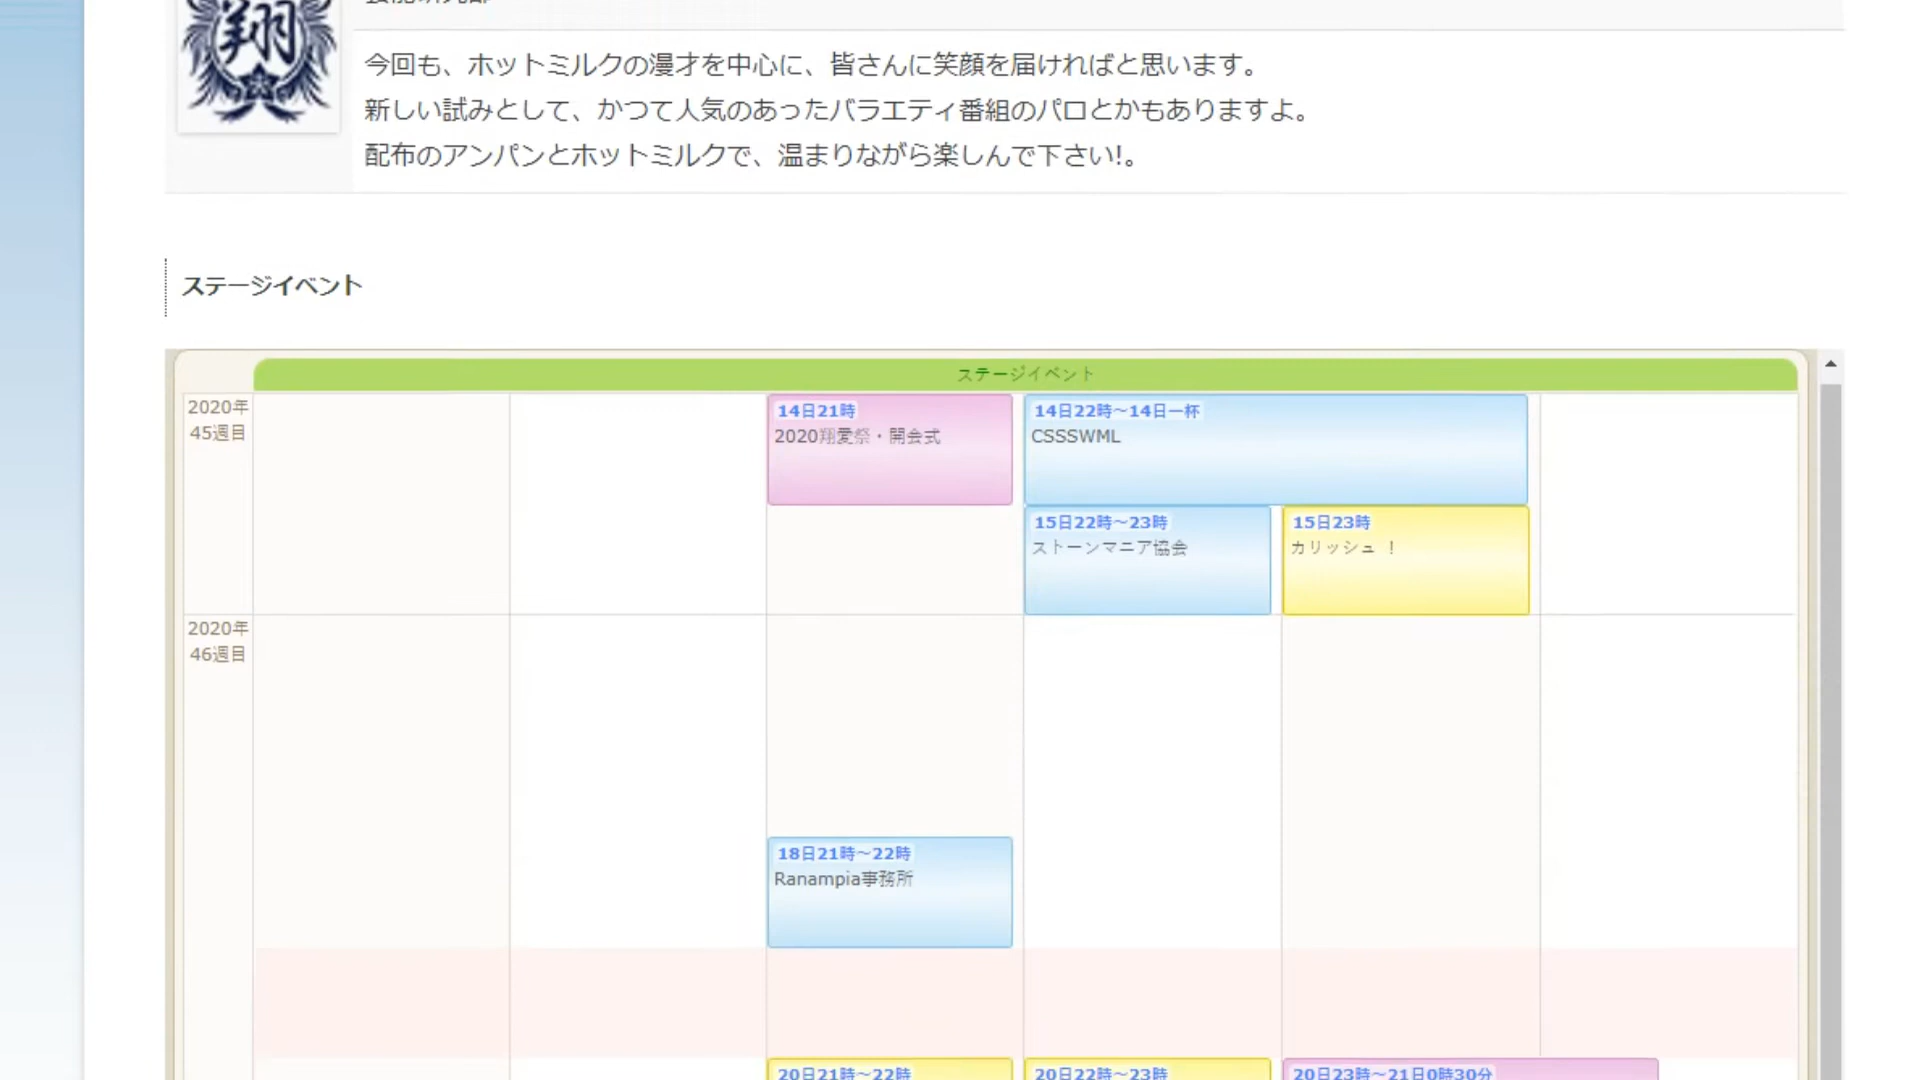 翔
今回も、ホットミルクの漫才を中心に、皆さんに笑顔を届ければと思います。
新しい試みとして、かつて人気のあったバラエティ番組のパロとかもありますよ。
配布のアンパンとホットミルクで、温まりながら楽しんで下さい!。
ステージイベント
ステージイベント
2020年
45週目
14日21時
2020翔愛祭・開会式
14日22時～14日一杯
CSSSWML
15日22時～23時
ストーンマニア協会
15日23時
カリッシュ ！
2020年
46週目
18日21時～22時
Ranampia事務所
20日21時～22時
20日22時～23時
20日23時～21日0時30分